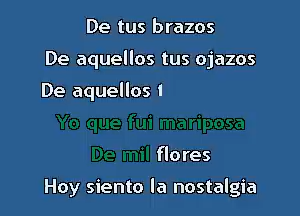 De tus brazos
De aquellos tus ojazos
De aquellos 1
Yo que fui mariposa
De mil flores
Hoy siento la nostalgia